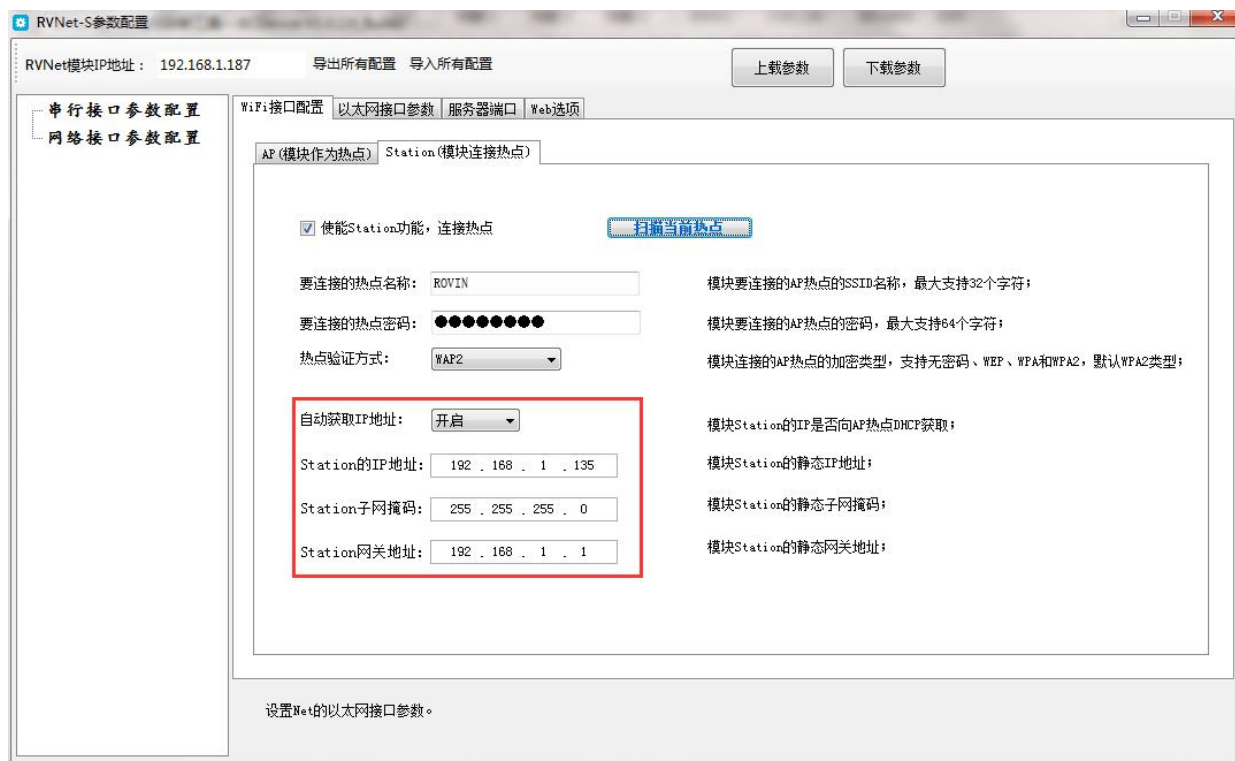 RVNet-S参数配置
RVNet模块IP地址： 192.168.1.187 导出所有配置 导入所有配置 上载参数 下载参数
串行接口参数配置
网络接口参数配置
WiFi接口配置 以太网接口参数 服务器端口 Web选项
AP(模块作为热点) Station(模块连接热点)
使能Station功能，连接热点 扫描当前热点
要连接的热点名称： ROVIN 模块要连接的AP热点的SSID名称，最大支持32个字符；
要连接的热点密码： ●●●●●●●● 模块要连接的AP热点的密码，最大支持64个字符；
热点验证方式： WAP2 模块连接的AP热点的加密类型，支持无密码、WEP、WPA和WPA2，默认WPA2类型；
自动获取IP地址： 开启 模块Station的IP是否向AP热点DHCP获取；
Station的IP地址： 192 . 168 . 1 . 135 模块Station的静态IP地址；
Station子网掩码： 255 . 255 . 255 . 0 模块Station的静态子网掩码；
Station网关地址： 192 . 168 . 1 . 1 模块Station的静态网关地址；
设置Net的以太网接口参数。